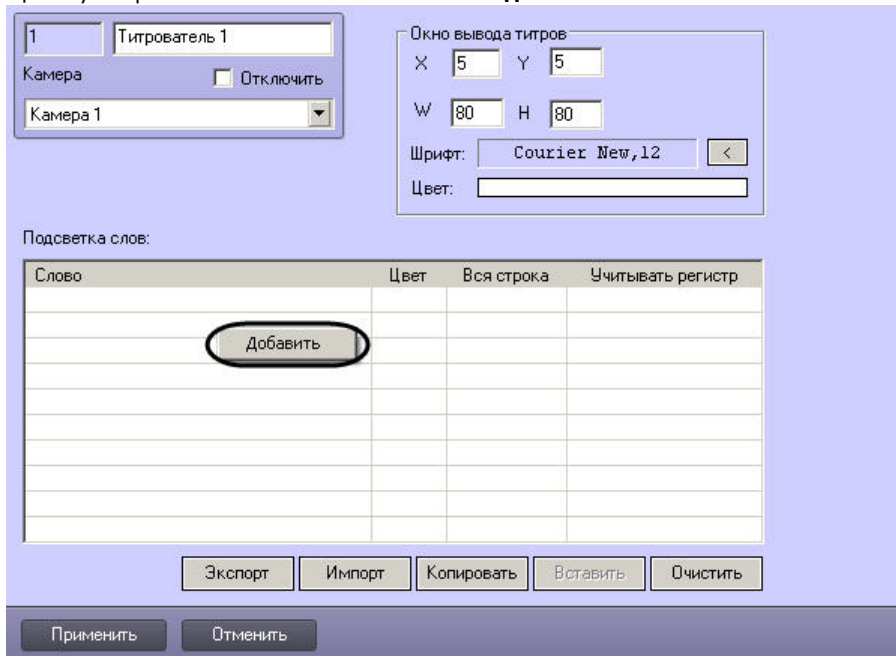 1 Титрователь 1
Камера Отключить
Камера 1
Окно вывода титров
X 5 Y 5
W 80 H 80
Шрифт: Courier New,12 <
Цвет:
Подсветка слов:
Слово Цвет Вся строка Учитывать регистр
Добавить
Экспорт Импорт Копировать Вставить Очистить
Применить Отменить